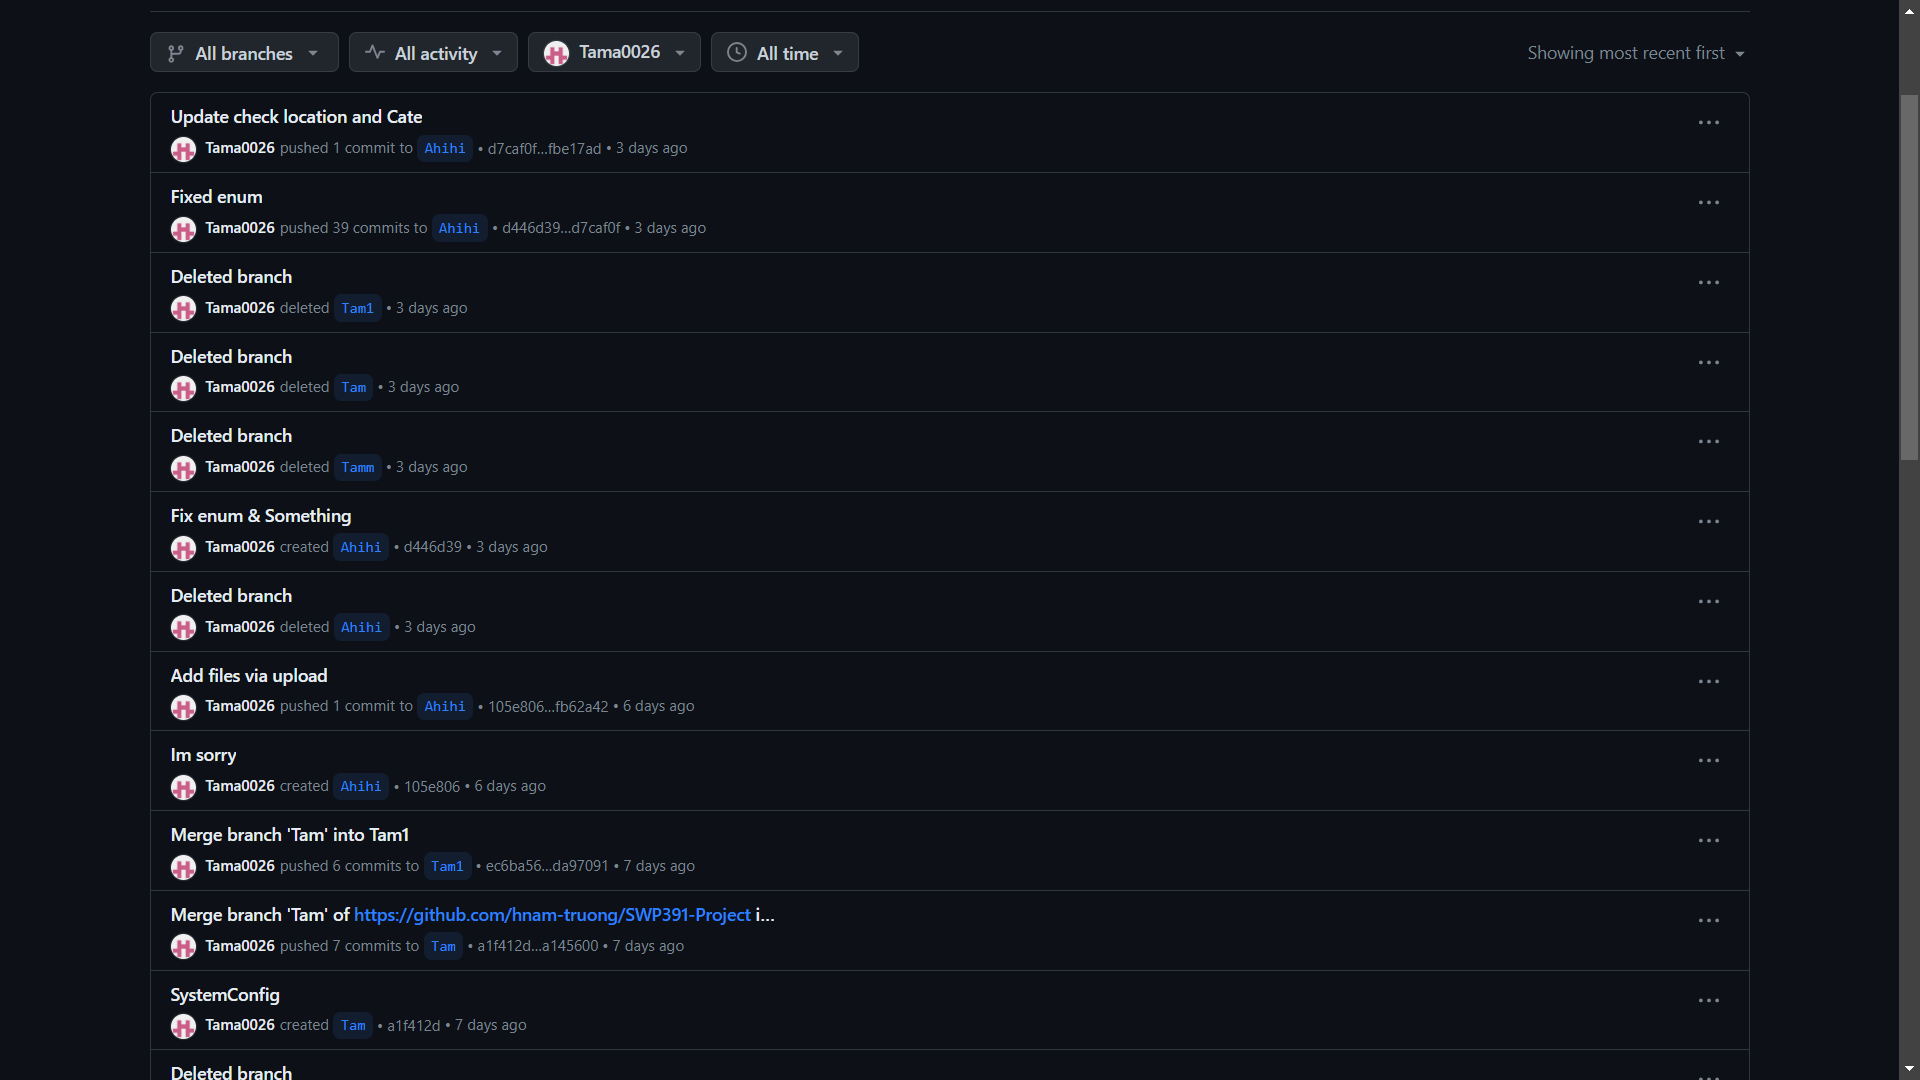 All branches All activity Tama0026 All time Showing most recent first
Update check location and Cate
Tama0026 pushed 1 commit to Ahihi • d7caf0f...fbe17ad • 3 days ago
Fixed enum
Tama0026 pushed 39 commits to Ahihi • d446d39...d7caf0f • 3 days ago
Deleted branch
Tama0026 deleted Tam1 • 3 days ago
Deleted branch
Tama0026 deleted Tam • 3 days ago
Deleted branch
Tama0026 deleted Tamm • 3 days ago
Fix enum & Something
Tama0026 created Ahihi • d446d39 • 3 days ago
Deleted branch
Tama0026 deleted Ahihi • 3 days ago
Add files via upload
Tama0026 pushed 1 commit to Ahihi • 105e806...fb62a42 • 6 days ago
Im sorry
Tama0026 created Ahihi • 105e806 • 6 days ago
Merge branch 'Tam' into Tam1
Tama0026 pushed 6 commits to Tam1 • ec6ba56...da97091 • 7 days ago
Merge branch 'Tam' of https://github.com/hnam-truong/SWP391-Project i...
Tama0026 pushed 7 commits to Tam • a1f412d...a145600 • 7 days ago
SystemConfig
Tama0026 created Tam • a1f412d • 7 days ago
Deleted branch